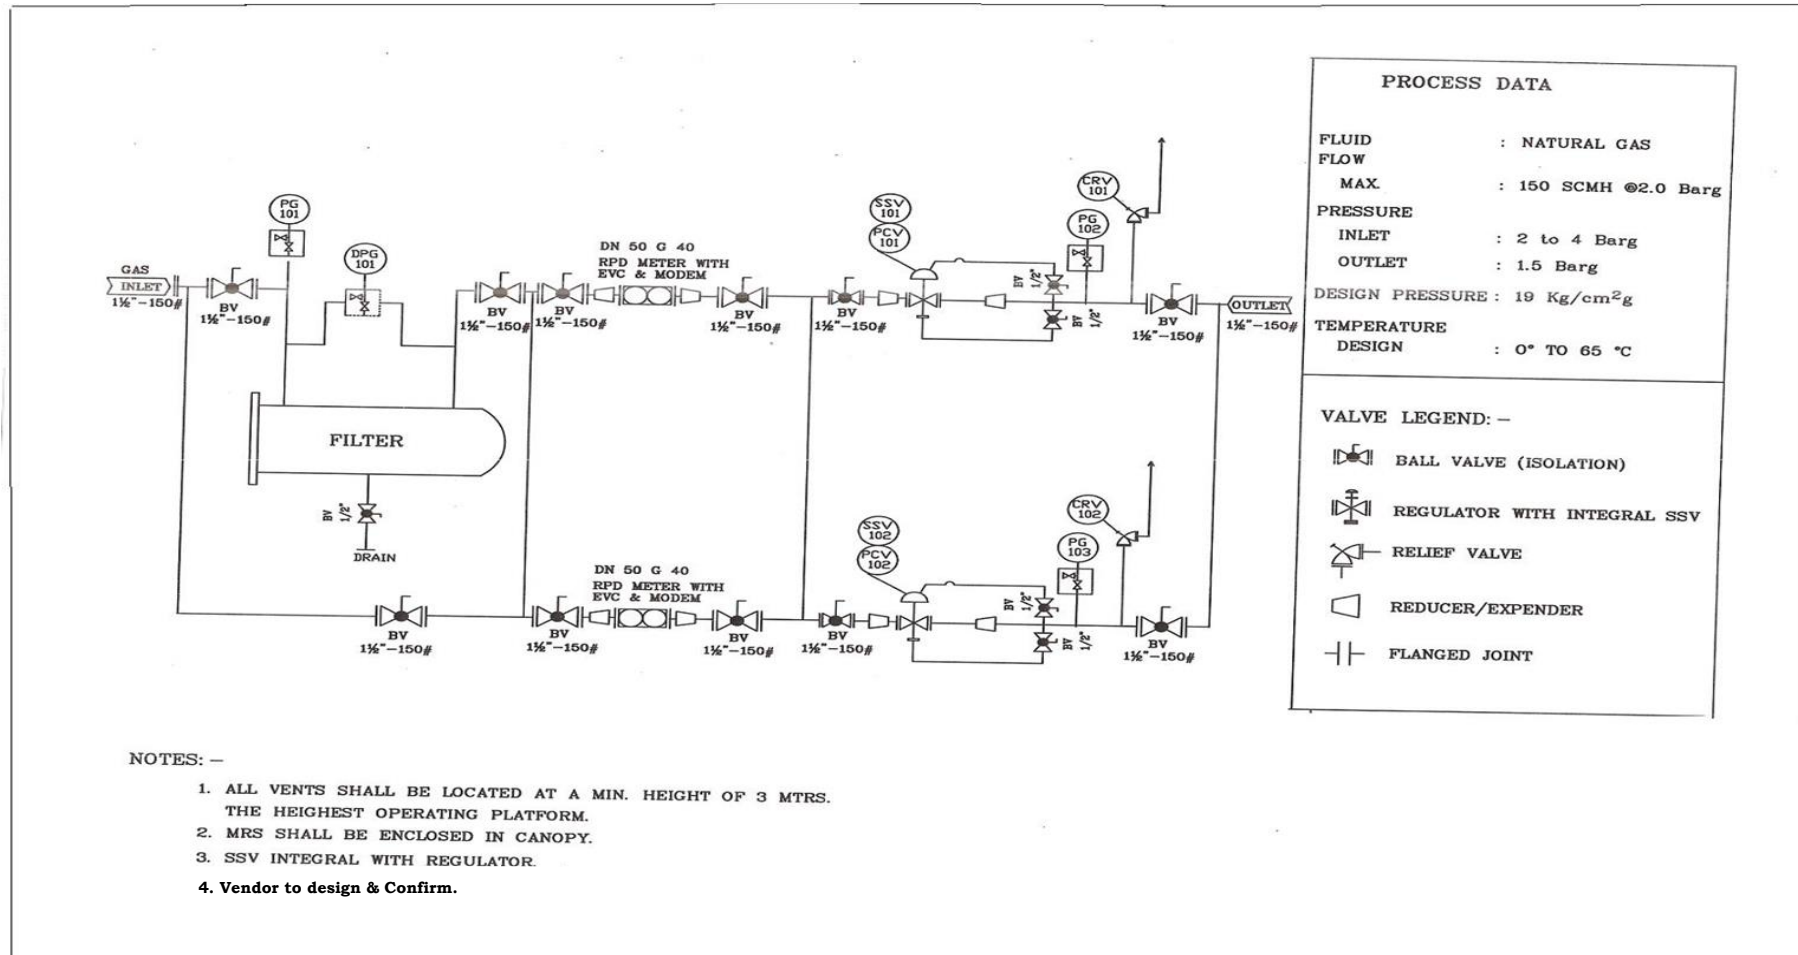 PG
101
DPG
101
GAS
INLET
1½"-150#
BV
1½"-150#
FILTER
BV
1/2"
DRAIN
BV
1½"-150#
BV
1½"-150#
BV
1½"-150#
DN 50 G 40
RPD METER WITH
EVC & MODEM
BV
1½"-150#
BV
1½"-150#
SSV
101
PCV
101
BV
1/2"
BV
1/2"
PG
102
CRV
101
BV
1½"-150#
OUTLET
1½"-150#
DN 50 G 40
RPD METER WITH
EVC & MODEM
BV
1½"-150#
BV
1½"-150#
BV
1½"-150#
SSV
102
PCV
102
BV
1/2"
BV
1/2"
PG
103
CRV
102
BV
1½"-150#
PROCESS DATA
FLUID : NATURAL GAS
FLOW
MAX. : 150 SCMH @2.0 Barg
PRESSURE
INLET : 2 to 4 Barg
OUTLET : 1.5 Barg
DESIGN PRESSURE : 19 Kg/cm²g
TEMPERATURE
DESIGN : 0° TO 65 °C
VALVE LEGEND: -
BALL VALVE (ISOLATION)
REGULATOR WITH INTEGRAL SSV
RELIEF VALVE
REDUCER/EXPENDER
FLANGED JOINT
NOTES: -
1. ALL VENTS SHALL BE LOCATED AT A MIN. HEIGHT OF 3 MTRS.
THE HEIGHEST OPERATING PLATFORM.
2. MRS SHALL BE ENCLOSED IN CANOPY.
3. SSV INTEGRAL WITH REGULATOR.
4. Vendor to design & Confirm.